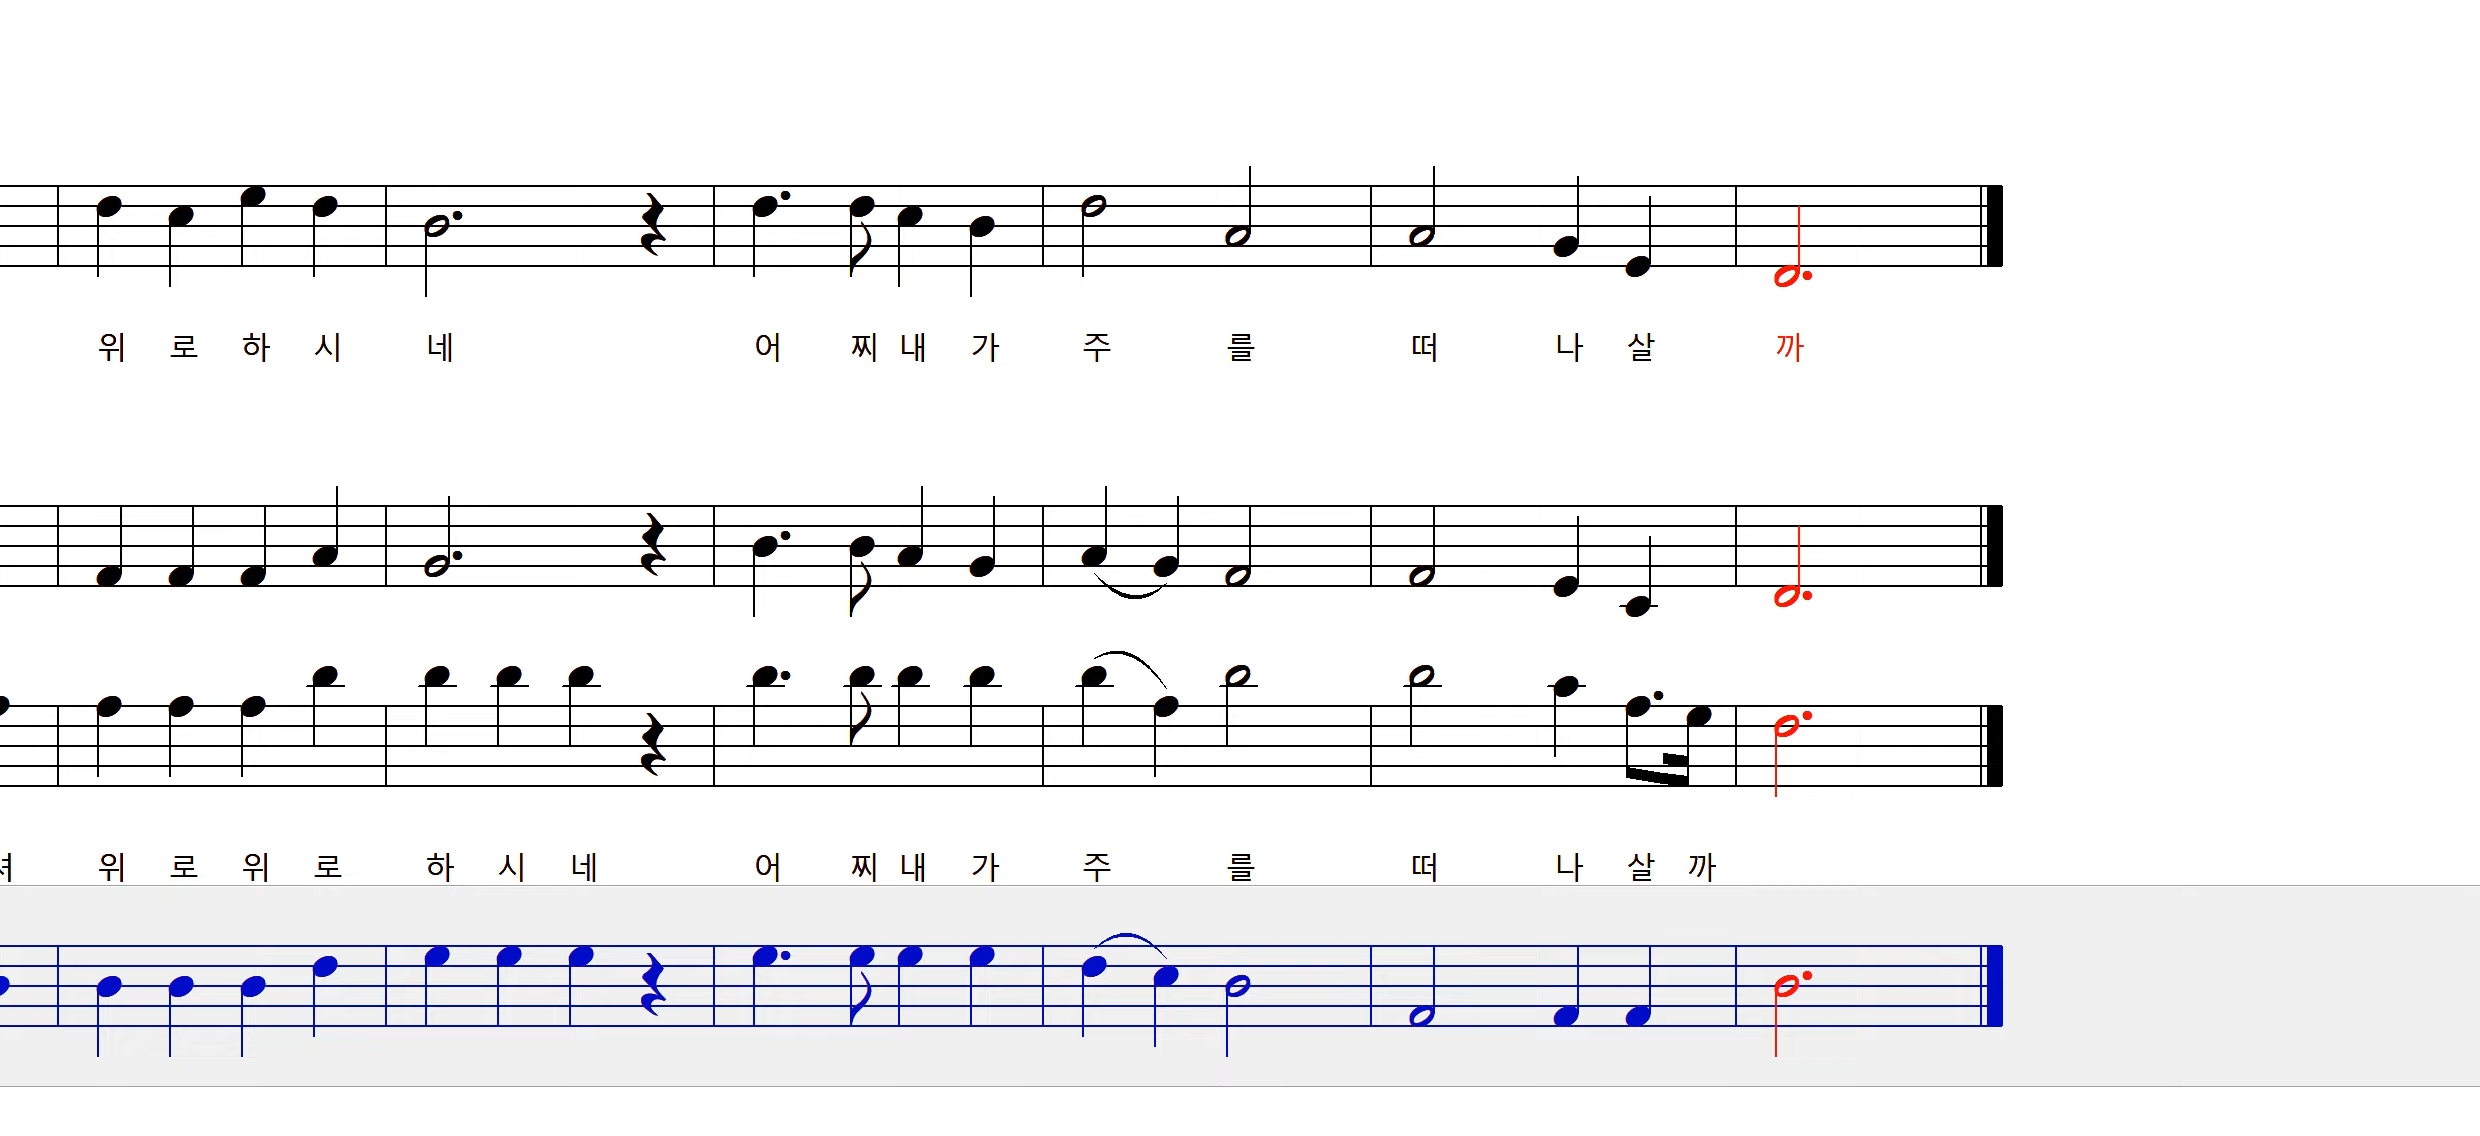 위 로 하 시 네 어 찌 내 가 주 를 떠 나 살 까
위 로 위 로 하 시 네 어 찌 내 가 주 를 떠 나 살 까